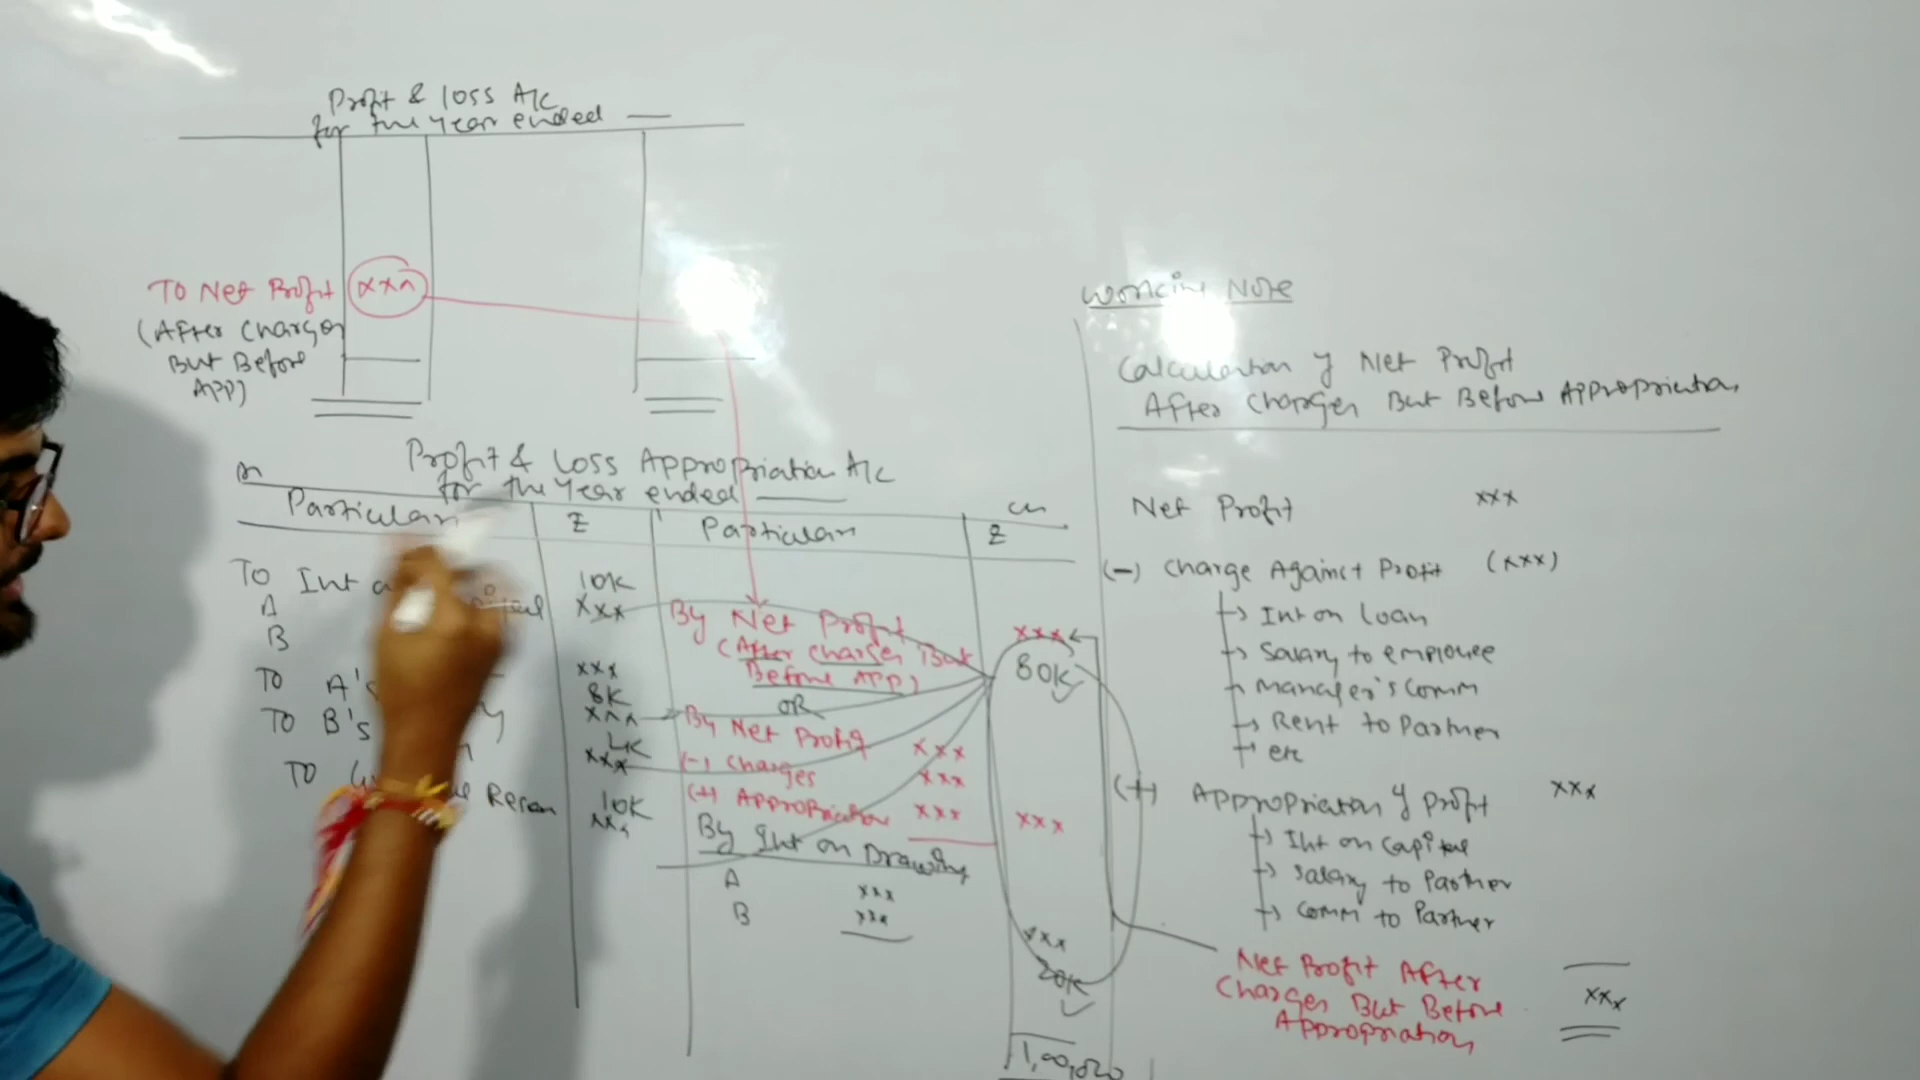 Profit & Loss A/c
for the year ended
To Net Profit xxx
(After Charges
But Before
APP)
Profit & Loss Appropriation A/c
for the year ended
Particulars ₹ Particulars ₹
To Int
10K
A
xxx
B
To A's
xxx
8K
To B's
xxx
4K
xxx
To
Reserve
10K
xxx
By Net Profit
(After Charges But
Before APP)
xxx
80K
OR
By Net Profit xxx
(-) Charges xxx
(+) Appropriation xxx xxx
By Int on Drawing
A xxx
B xxx
xxx
20K
1,00,000
Working Note
Calculation of Net Profit
After Charges But Before Appropriation
Net Profit xxx
(-) Charge Against Profit (xxx)
Int on Loan
Salary to employee
Manager's Comm
Rent to Partner
etc
(+) Appropriation of Profit xxx
Int on Capital
Salary to Partner
Comm to Partner
Net Profit After
Charges But Before
Appropriation
xxx